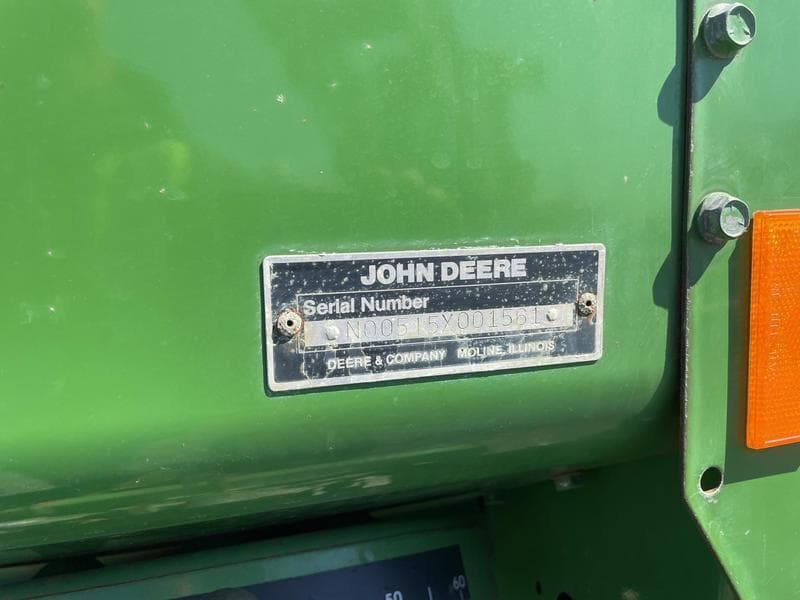 JOHN DEERE
Serial Number
N00515X001561
DEERE & COMPANY MOLINE, ILLINOIS
50 60